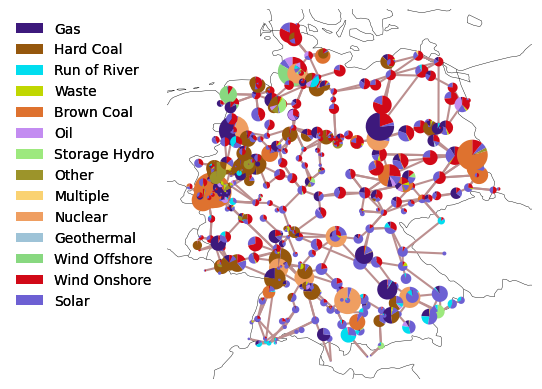 Gas
Hard Coal
Run of River
Waste
Brown Coal
Oil
Storage Hydro
Other
Multiple
Nuclear
Geothermal
Wind Offshore
Wind Onshore
Solar